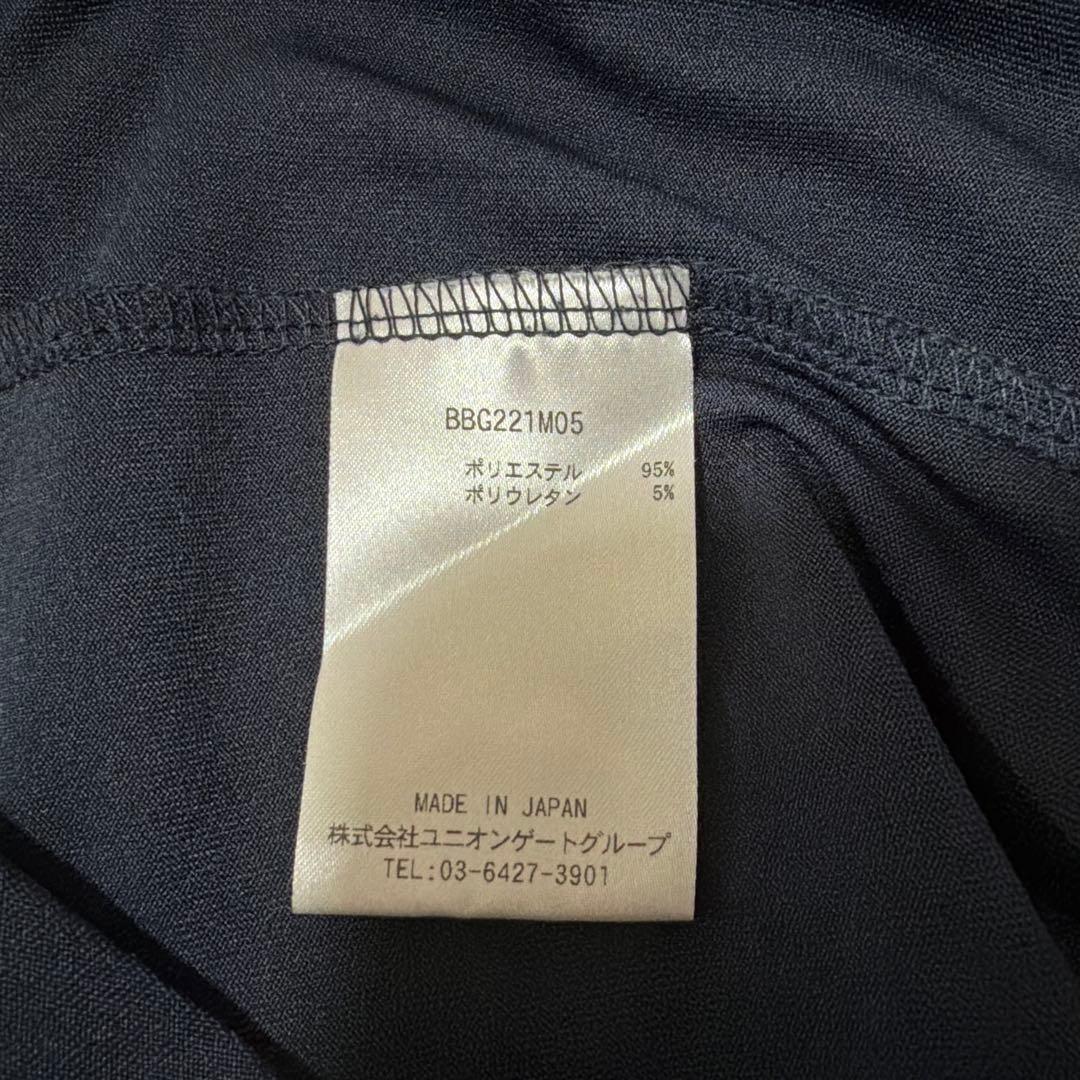 BBG221M05
ポリエステル 95%
ポリウレタン 5%
MADE IN JAPAN
株式会社ユニオンゲートグループ
TEL:03-6427-3901